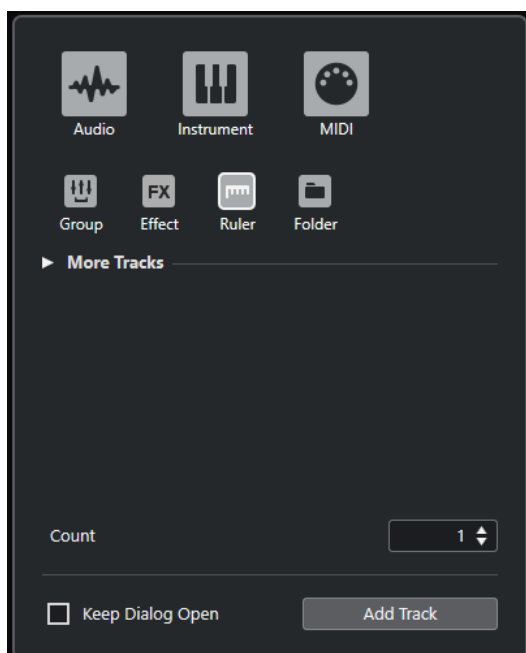 Audio Instrument MIDI
FX
Group Effect Ruler Folder
More Tracks
Count 1
Keep Dialog Open Add Track